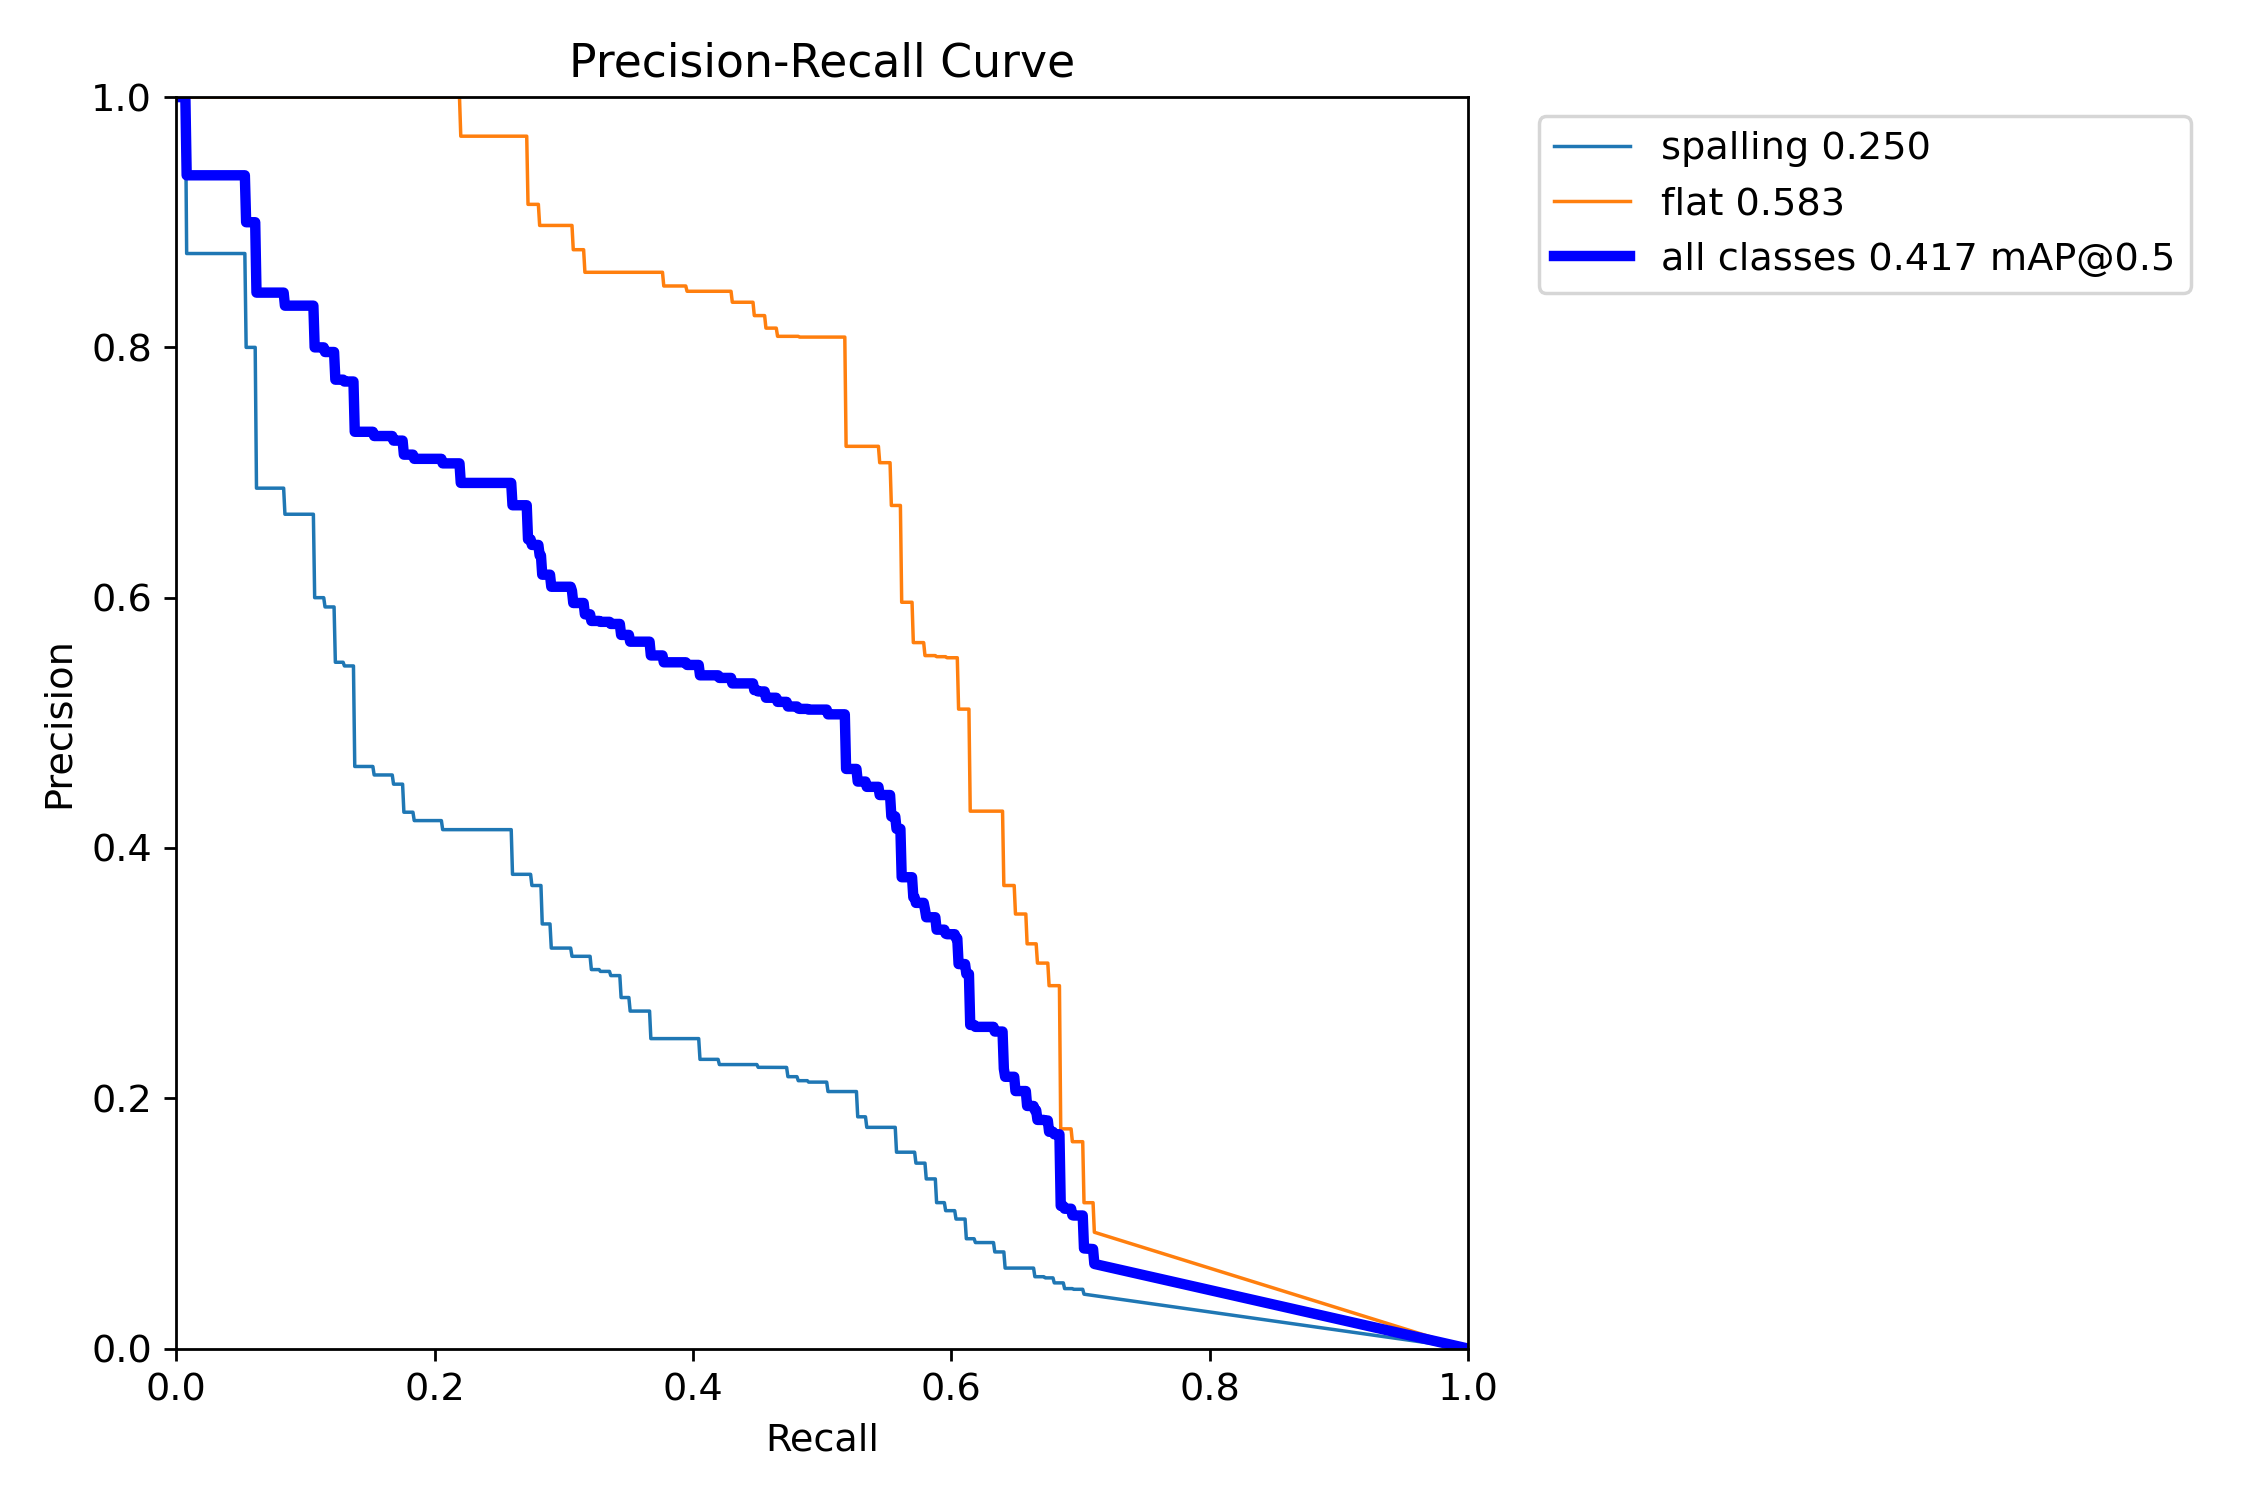 Precision-Recall Curve
1.0
0.8
0.6
0.4
0.2
0.0
Precision
0.0 0.2 0.4 0.6 0.8 1.0
Recall
spalling 0.250
flat 0.583
all classes 0.417 mAP@0.5